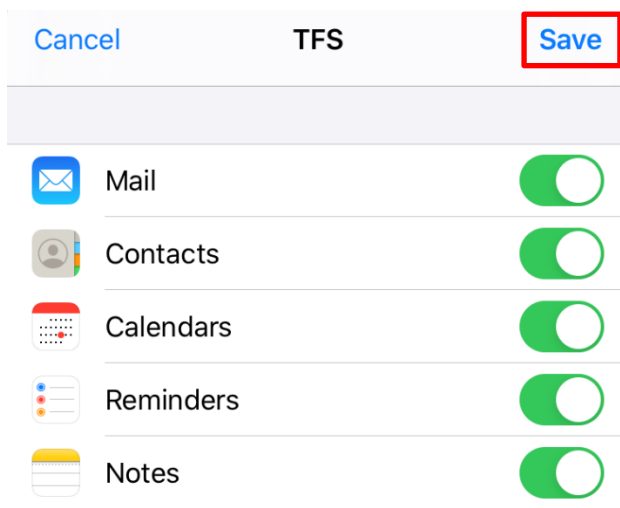 Cancel TFS Save
Mail
Contacts
Calendars
Reminders
Notes